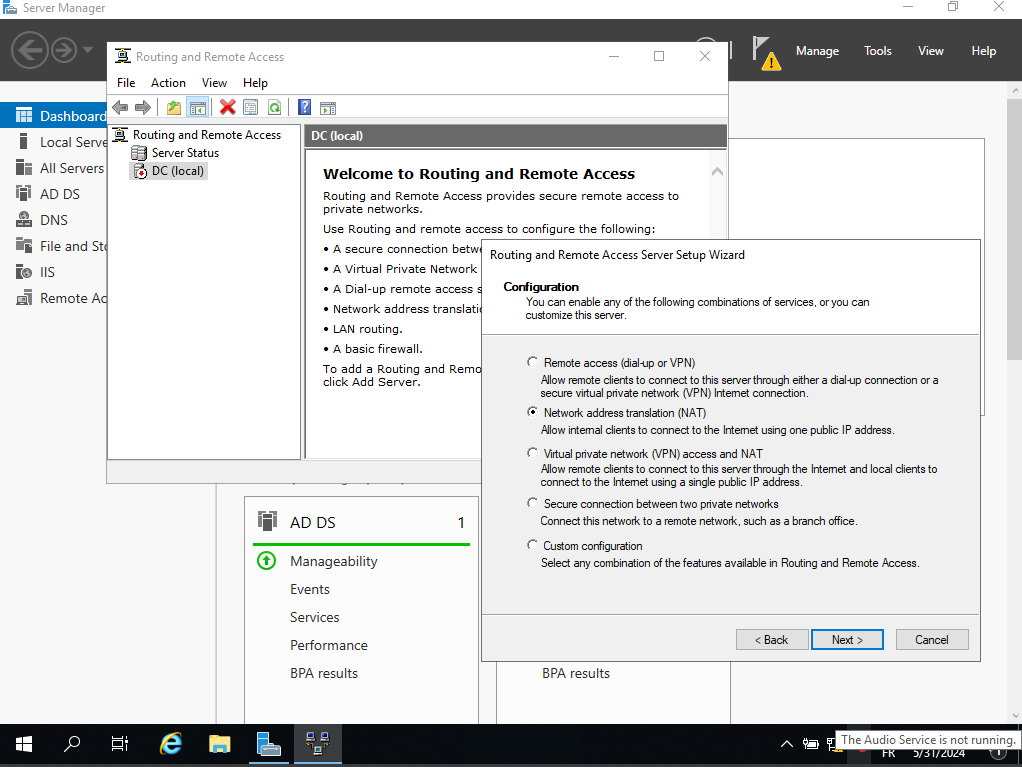 Server Manager
Manage
Tools
View
Help
Routing and Remote Access
File
Action
View
Help
Dashboard
Local Serve
All Servers
AD DS
DNS
File and Sto
IIS
Remote Ac
Routing and Remote Access
Server Status
DC (local)
DC (local)
Welcome to Routing and Remote Access
Routing and Remote Access provides secure remote access to
private networks.
Use Routing and remote access to configure the following:
• A secure connection betwe
• A Virtual Private Network
• A Dial-up remote access s
• Network address translatio
• LAN routing.
• A basic firewall.
To add a Routing and Remo
click Add Server.
Routing and Remote Access Server Setup Wizard
Configuration
You can enable any of the following combinations of services, or you can
customize this server.
Remote access (dial-up or VPN)
Allow remote clients to connect to this server through either a dial-up connection or a
secure virtual private network (VPN) Internet connection.
Network address translation (NAT)
Allow internal clients to connect to the Internet using one public IP address.
Virtual private network (VPN) access and NAT
Allow remote clients to connect to this server through the Internet and local clients to
connect to the Internet using a single public IP address.
Secure connection between two private networks
Connect this network to a remote network, such as a branch office.
Custom configuration
Select any combination of the features available in Routing and Remote Access.
< Back
Next >
Cancel
AD DS
1
Manageability
Events
Services
Performance
BPA results
BPA results
The Audio Service is not running.
FR
5/31/2024
1